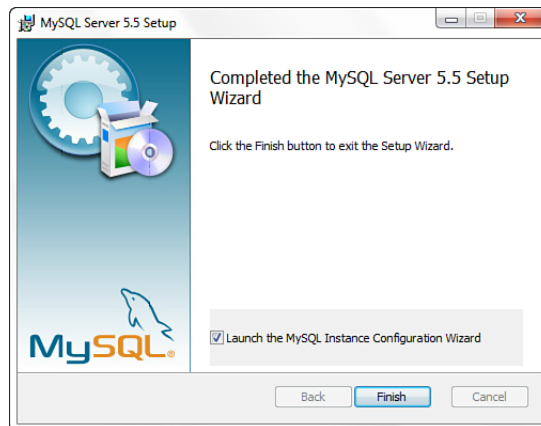 MySQL Server 5.5 Setup
Completed the MySQL Server 5.5 Setup
Wizard
Click the Finish button to exit the Setup Wizard.
MySQL®
Launch the MySQL Instance Configuration Wizard
Back
Finish
Cancel